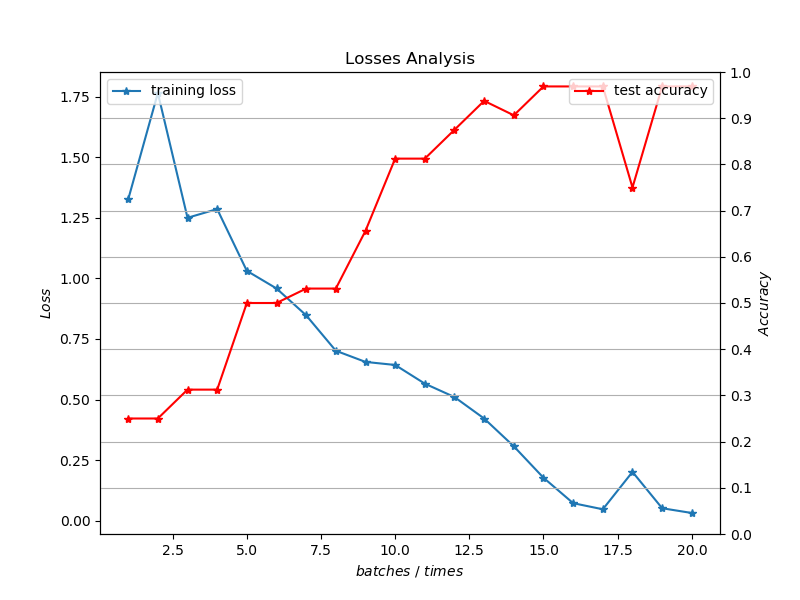 Losses Analysis
training loss
test accuracy
1.75
1.50
1.25
1.00
0.75
0.50
0.25
0.00
Loss
1.0
0.9
0.8
0.7
0.6
0.5
0.4
0.3
0.2
0.1
0.0
Accuracy
2.5 5.0 7.5 10.0 12.5 15.0 17.5 20.0
batches / times